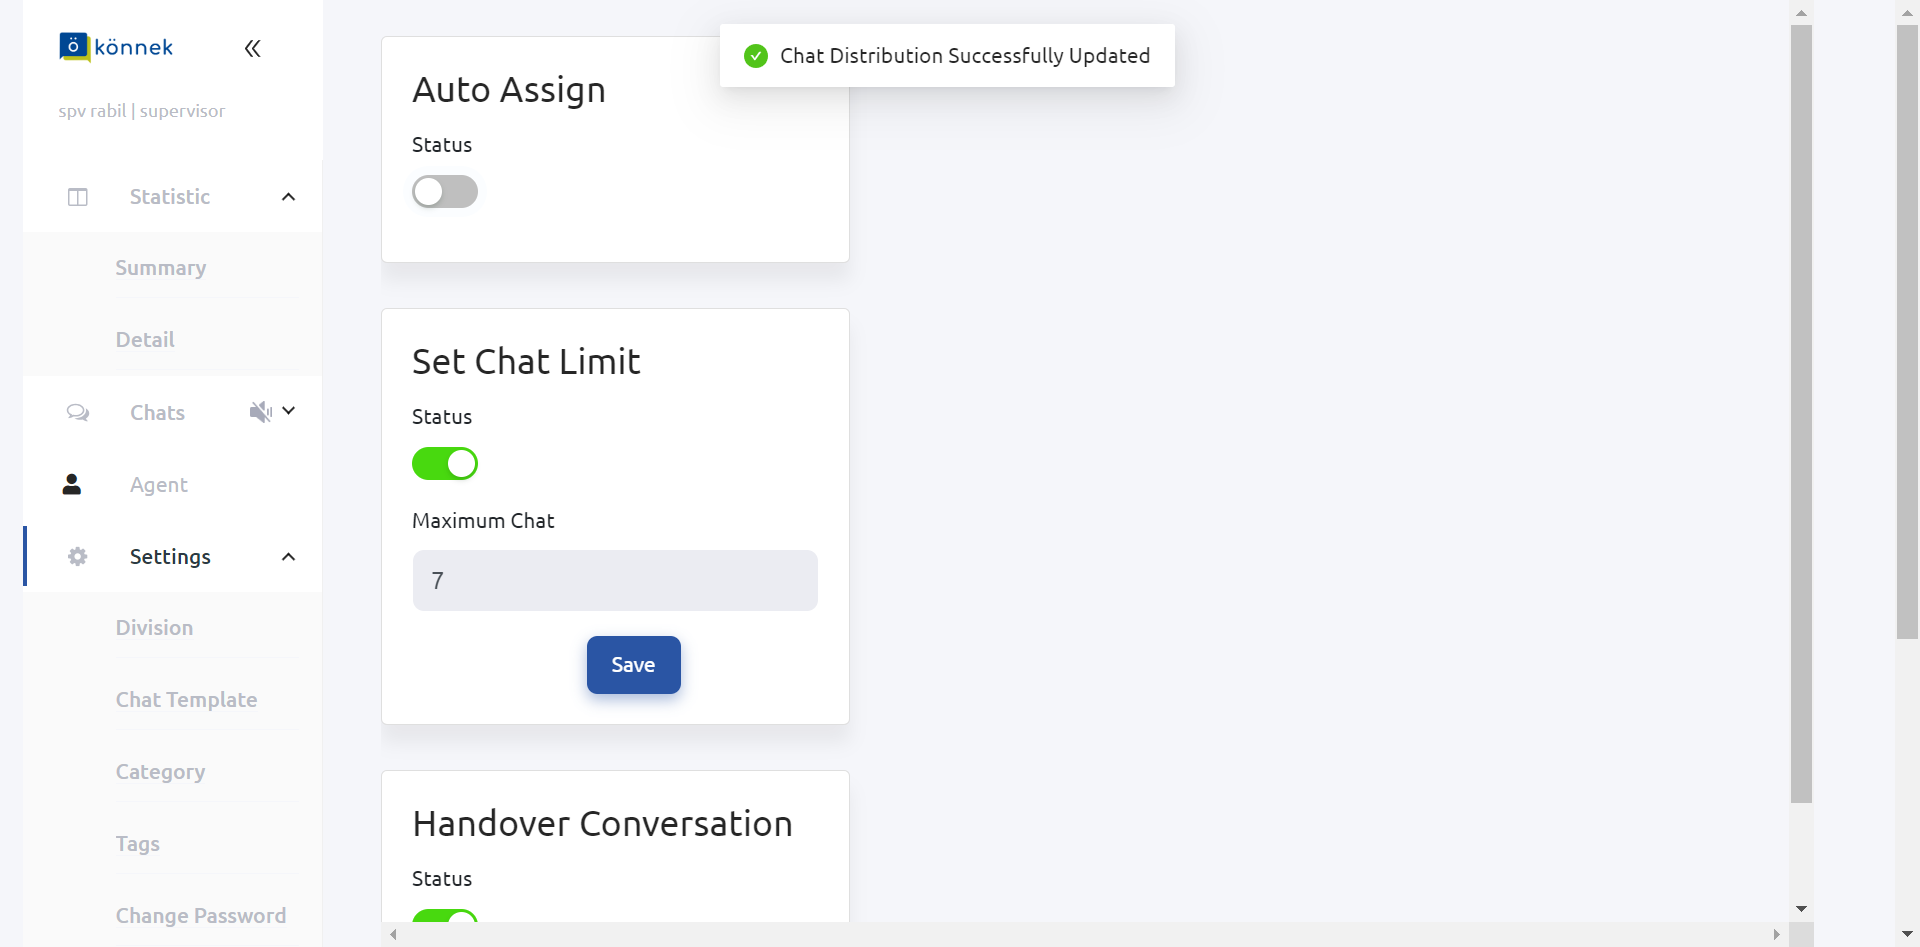 könnek
spv rabil | supervisor
Statistic
Summary
Detail
Chats
Agent
Settings
Division
Chat Template
Category
Tags
Change Password
Chat Distribution Successfully Updated
Auto Assign
Status
Set Chat Limit
Status
Maximum Chat
7
Save
Handover Conversation
Status